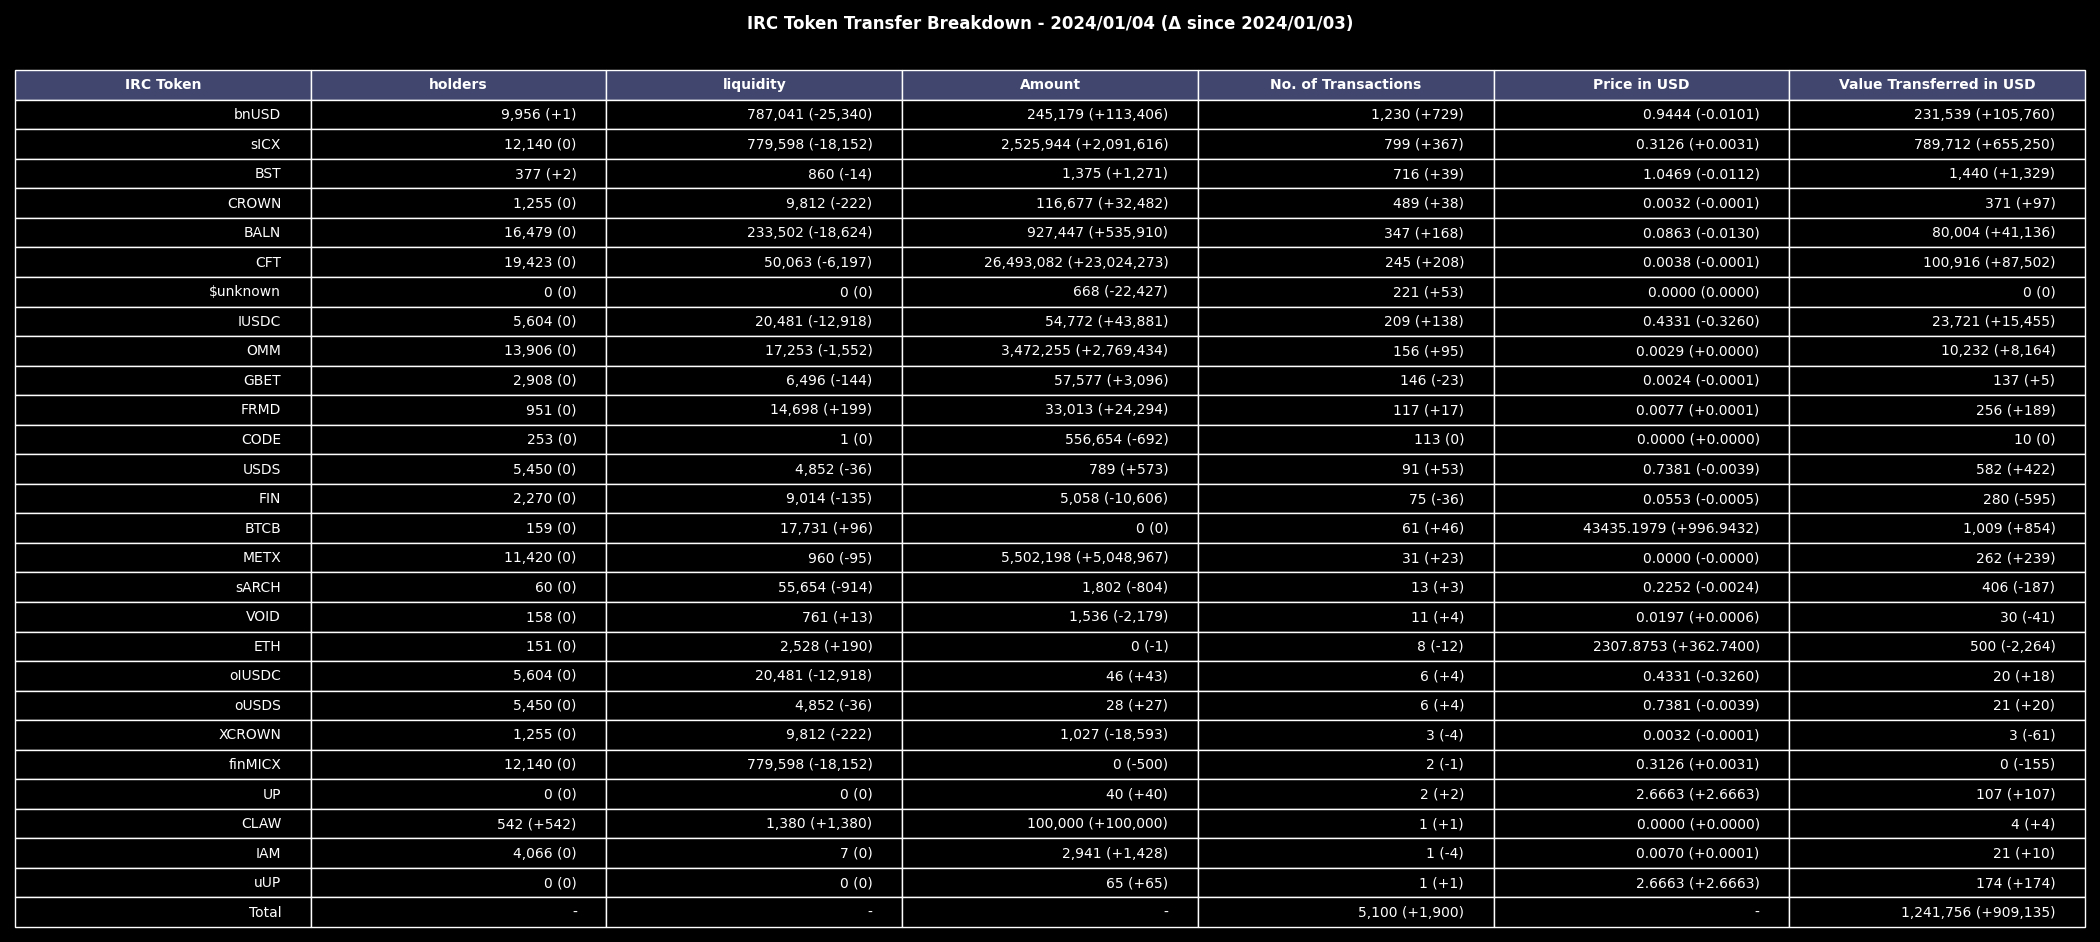 IRC Token Transfer Breakdown - 2024/01/04 (Δ since 2024/01/03)
IRC Token holders liquidity Amount No. of Transactions Price in USD Value Transferred in USD
bnUSD 9,956 (+1) 787,041 (-25,340) 245,179 (+113,406) 1,230 (+729) 0.9444 (-0.0101) 231,539 (+105,760)
sICX 12,140 (0) 779,598 (-18,152) 2,525,944 (+2,091,616) 799 (+367) 0.3126 (+0.0031) 789,712 (+655,250)
BST 377 (+2) 860 (-14) 1,375 (+1,271) 716 (+39) 1.0469 (-0.0112) 1,440 (+1,329)
CROWN 1,255 (0) 9,812 (-222) 116,677 (+32,482) 489 (+38) 0.0032 (-0.0001) 371 (+97)
BALN 16,479 (0) 233,502 (-18,624) 927,447 (+535,910) 347 (+168) 0.0863 (-0.0130) 80,004 (+41,136)
CFT 19,423 (0) 50,063 (-6,197) 26,493,082 (+23,024,273) 245 (+208) 0.0038 (-0.0001) 100,916 (+87,502)
$unknown 0 (0) 0 (0) 668 (-22,427) 221 (+53) 0.0000 (0.0000) 0 (0)
IUSDC 5,604 (0) 20,481 (-12,918) 54,772 (+43,881) 209 (+138) 0.4331 (-0.3260) 23,721 (+15,455)
OMM 13,906 (0) 17,253 (-1,552) 3,472,255 (+2,769,434) 156 (+95) 0.0029 (+0.0000) 10,232 (+8,164)
GBET 2,908 (0) 6,496 (-144) 57,577 (+3,096) 146 (-23) 0.0024 (-0.0001) 137 (+5)
FRMD 951 (0) 14,698 (+199) 33,013 (+24,294) 117 (+17) 0.0077 (+0.0001) 256 (+189)
CODE 253 (0) 1 (0) 556,654 (-692) 113 (0) 0.0000 (+0.0000) 10 (0)
USDS 5,450 (0) 4,852 (-36) 789 (+573) 91 (+53) 0.7381 (-0.0039) 582 (+422)
FIN 2,270 (0) 9,014 (-135) 5,058 (-10,606) 75 (-36) 0.0553 (-0.0005) 280 (-595)
BTCB 159 (0) 17,731 (+96) 0 (0) 61 (+46) 43435.1979 (+996.9432) 1,009 (+854)
METX 11,420 (0) 960 (-95) 5,502,198 (+5,048,967) 31 (+23) 0.0000 (-0.0000) 262 (+239)
sARCH 60 (0) 55,654 (-914) 1,802 (-804) 13 (+3) 0.2252 (-0.0024) 406 (-187)
VOID 158 (0) 761 (+13) 1,536 (-2,179) 11 (+4) 0.0197 (+0.0006) 30 (-41)
ETH 151 (0) 2,528 (+190) 0 (-1) 8 (-12) 2307.8753 (+362.7400) 500 (-2,264)
oIUSDC 5,604 (0) 20,481 (-12,918) 46 (+43) 6 (+4) 0.4331 (-0.3260) 20 (+18)
oUSDS 5,450 (0) 4,852 (-36) 28 (+27) 6 (+4) 0.7381 (-0.0039) 21 (+20)
XCROWN 1,255 (0) 9,812 (-222) 1,027 (-18,593) 3 (-4) 0.0032 (-0.0001) 3 (-61)
finMICX 12,140 (0) 779,598 (-18,152) 0 (-500) 2 (-1) 0.3126 (+0.0031) 0 (-155)
UP 0 (0) 0 (0) 40 (+40) 2 (+2) 2.6663 (+2.6663) 107 (+107)
CLAW 542 (+542) 1,380 (+1,380) 100,000 (+100,000) 1 (+1) 0.0000 (+0.0000) 4 (+4)
IAM 4,066 (0) 7 (0) 2,941 (+1,428) 1 (-4) 0.0070 (+0.0001) 21 (+10)
uUP 0 (0) 0 (0) 65 (+65) 1 (+1) 2.6663 (+2.6663) 174 (+174)
Total - - - 5,100 (+1,900) - 1,241,756 (+909,135)